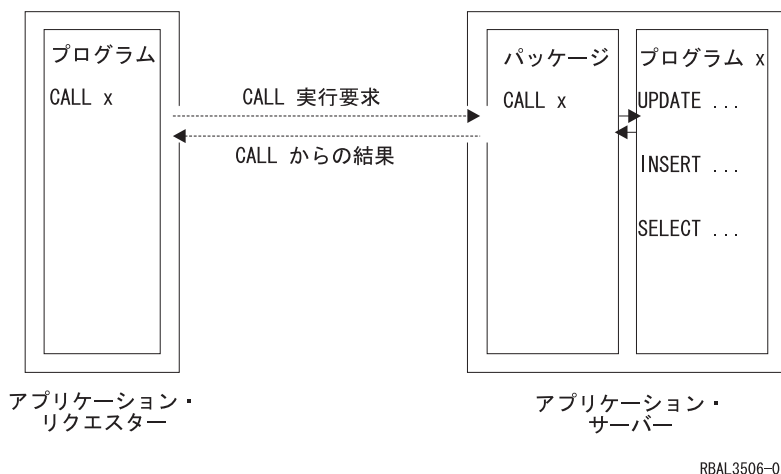 プログラム
CALL x
CALL 実行要求
CALL からの結果
パッケージ
CALL x
プログラム x
UPDATE ...
INSERT ...
SELECT ...
アプリケーション・
リクエスター
アプリケーション・
サーバー
RBAL3506-0